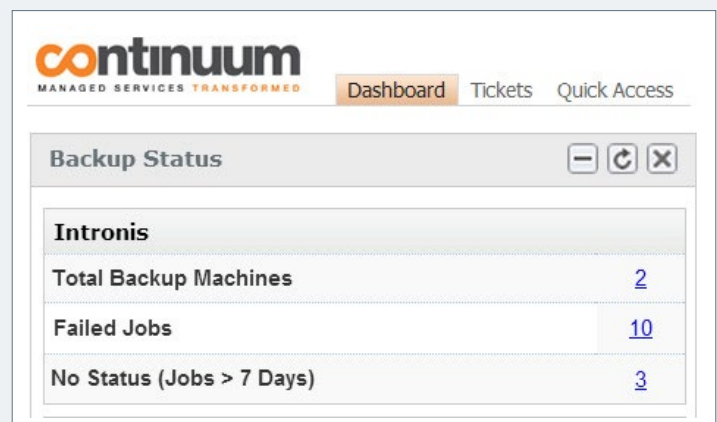 continuum
MANAGED SERVICES TRANSFORMED
Dashboard Tickets Quick Access
Backup Status
Intronis
Total Backup Machines 2
Failed Jobs 10
No Status (Jobs > 7 Days) 3